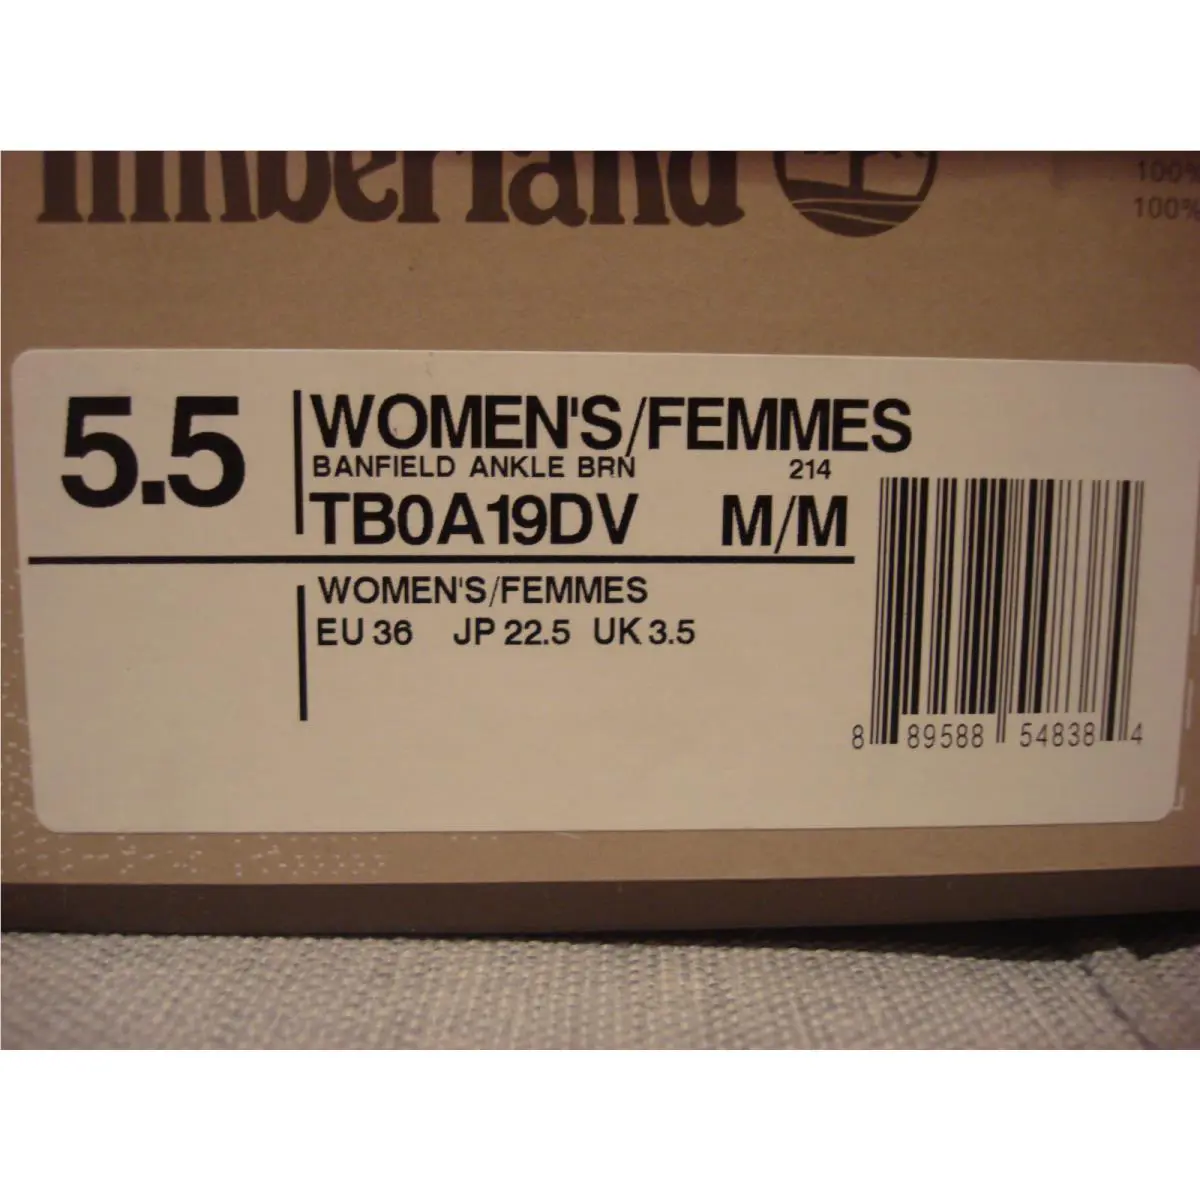 Timberland
100%
100%
5.5
WOMEN'S/FEMMES
BANFIELD ANKLE BRN 214
TB0A19DV M/M
WOMEN'S/FEMMES
EU 36 JP 22.5 UK 3.5
8 89588 54838 4